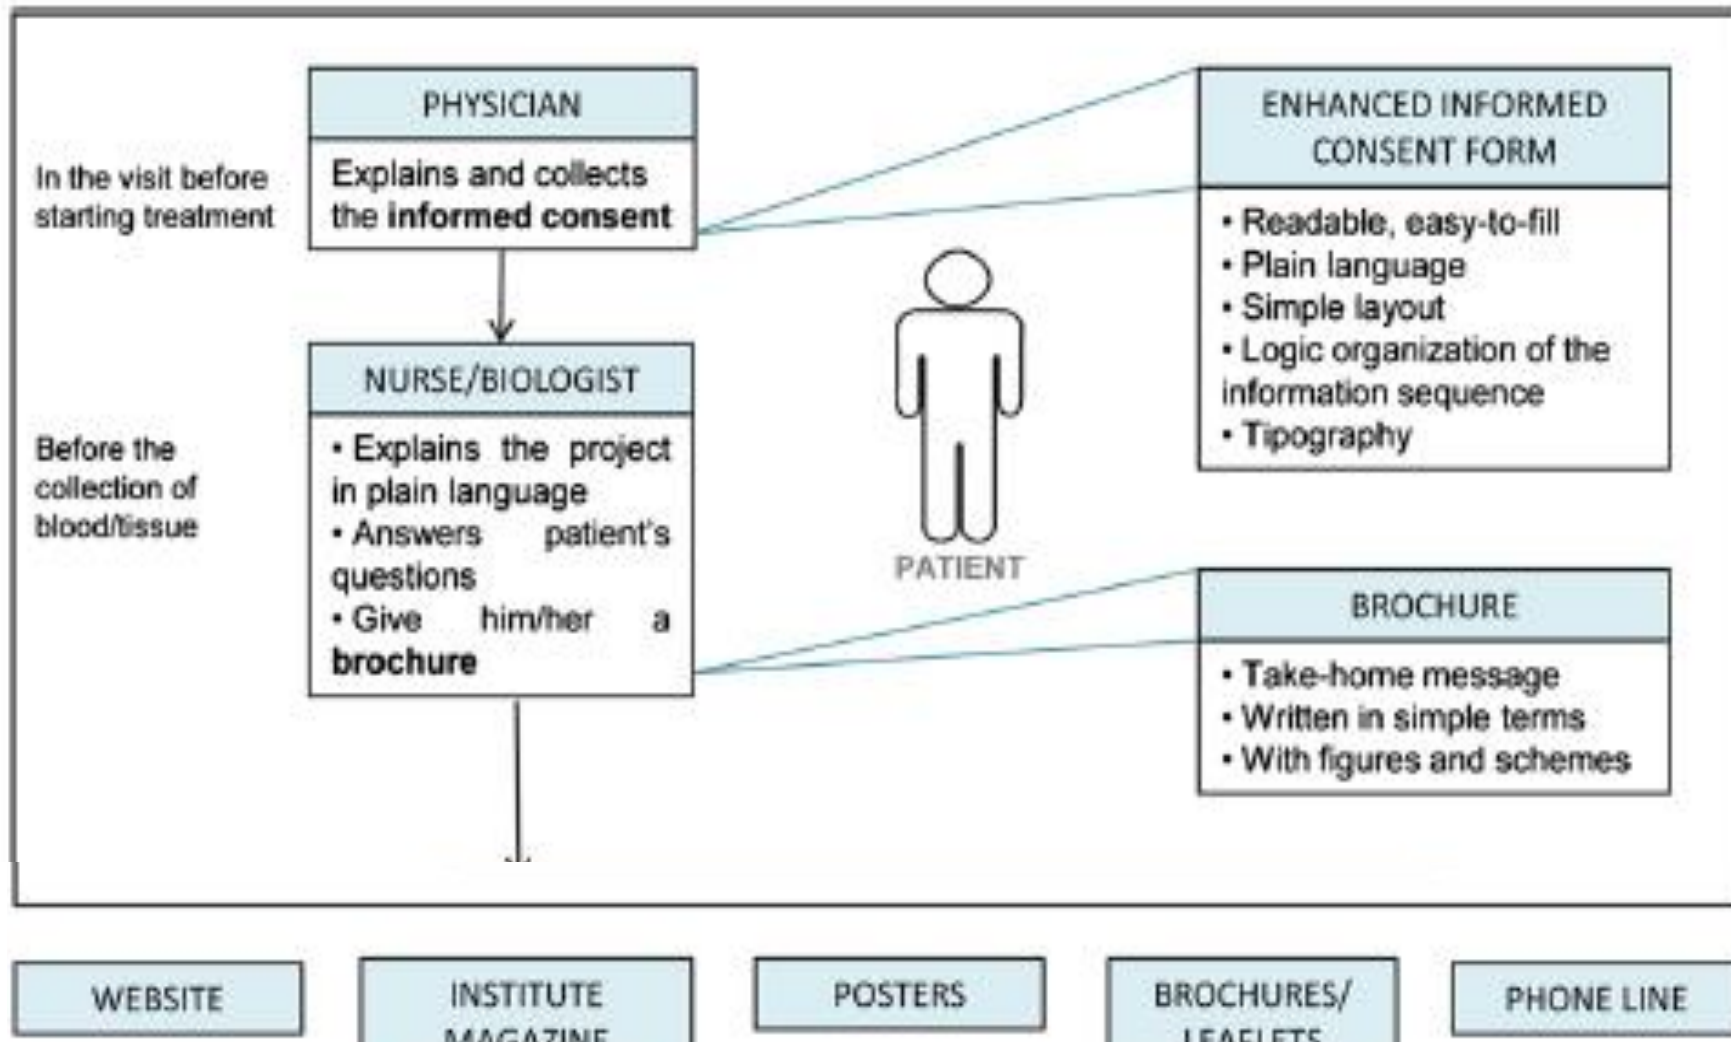 PHYSICIAN
In the visit before
starting treatment
Explains and collects
the informed consent
ENHANCED INFORMED
CONSENT FORM
• Readable, easy-to-fill
• Plain language
• Simple layout
• Logic organization of the
information sequence
• Tipography
NURSE/BIOLOGIST
Before the
collection of
blood/tissue
• Explains the project
in plain language
• Answers patient's
questions
• Give him/her a
brochure
PATIENT
BROCHURE
• Take-home message
• Written in simple terms
• With figures and schemes
WEBSITE
INSTITUTE
MAGAZINE
POSTERS
BROCHURES/
LEAFLETS
PHONE LINE